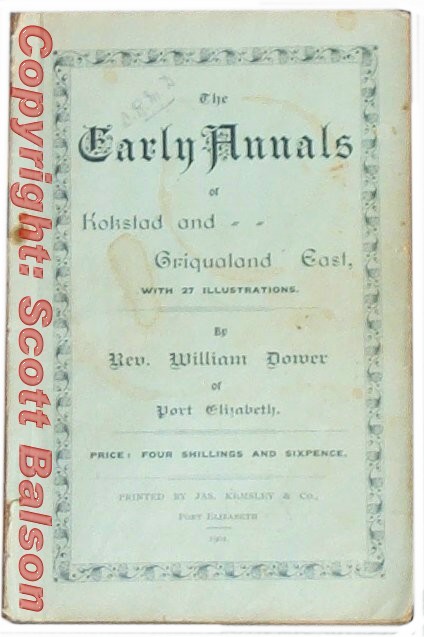 The
Early Annals
of
Kokstad and
Griqualand East,
WITH 27 ILLUSTRATIONS.
By
Rev. William Dower
of
Port Elizabeth.
PRICE: FOUR SHILLINGS AND SIXPENCE.
PRINTED BY JAS. KEMSLEY & CO.,
PORT ELIZABETH
Copyright: Scott Balson